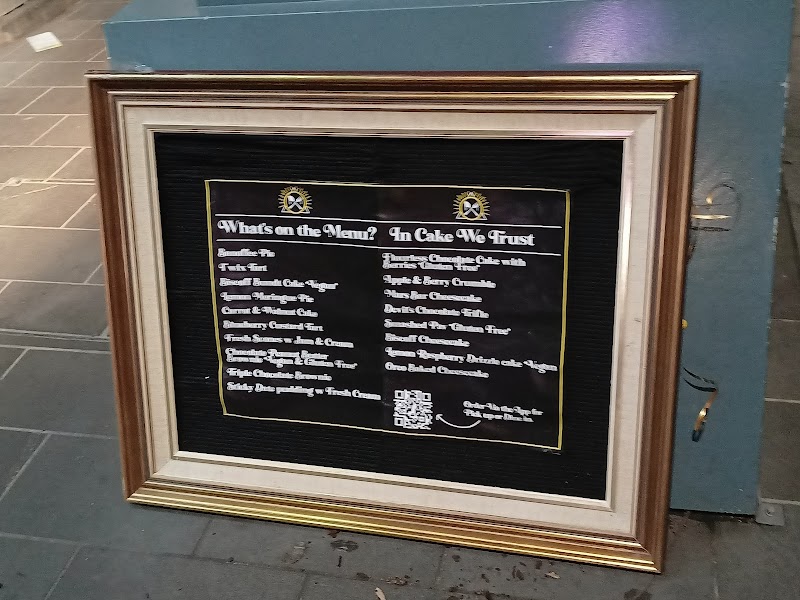 What's on the Menu?
Snoffee Pie
Twix Tart
Biscoff Bundt Cake "Vegan"
Lemon Meringue Pie
Carrot & Walnut Cake
Strawberry Custard Tart
Fresh Scones w Jam & Cream
Chocolate Peanut Butter
Brownie "Vegan & Gluten Free"
Triple Chocolate Brownie
Sticky Date pudding w Fresh Cream
In Cake We Trust
Flourless Chocolate Cake with
Berries "Gluten Free"
Apple & Berry Crumble
Mars Bar Cheesecake
Devil's Chocolate Trifle
Smashed Pav "Gluten Free"
Biscoff Cheesecake
Lemon Raspberry Drizzle cake "Vegan
Oreo Baked Cheesecake
Order Via the App for
Pick up or Dine in.